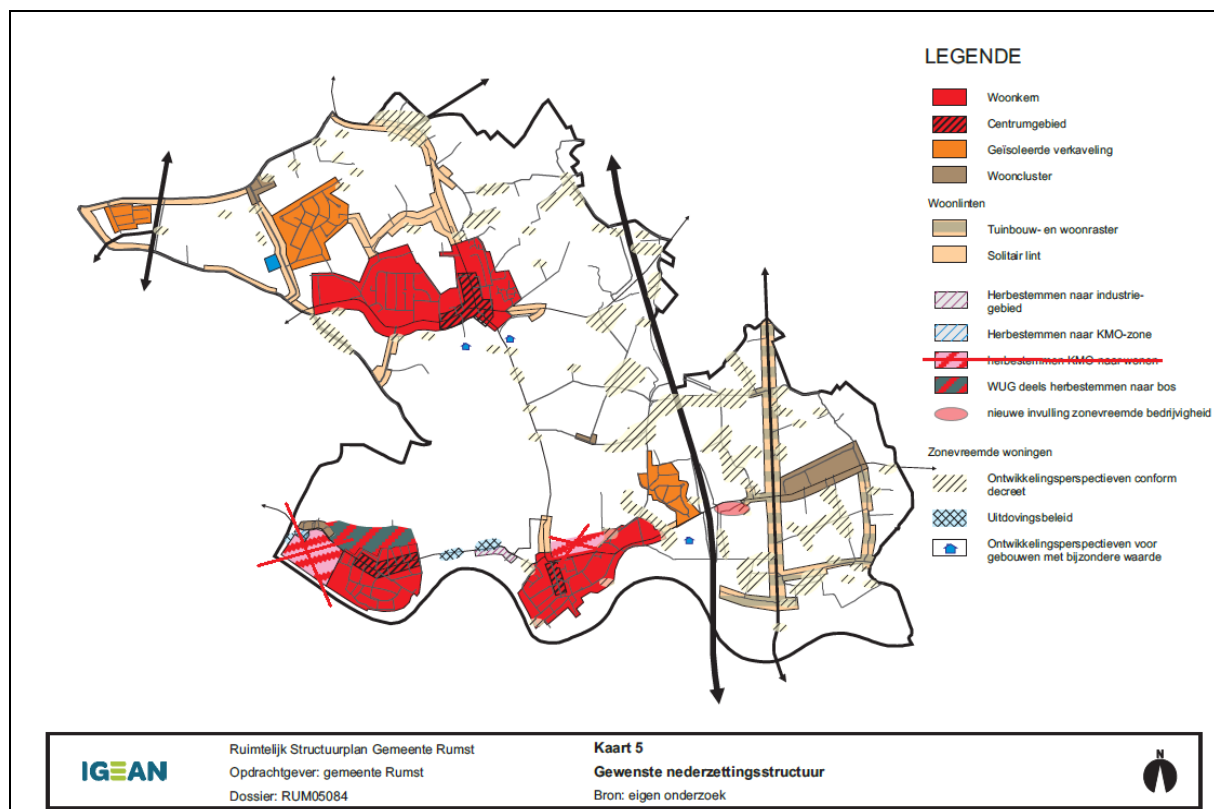 LEGENDE
Woonkern
Centrumgebied
Geïsoleerde verkaveling
Wooncluster
Woonlinten
Tuinbouw- en woonraster
Solitair lint
Herbestemmen naar industrie-
gebied
Herbestemmen naar KMO-zone
herbestemmen KMO naar wonen
WUG deels herbestemmen naar bos
nieuwe invulling zonevreemde bedrijvigheid
Zonevreemde woningen
Ontwikkelingsperspectieven conform
decreet
Uitdovingsbeleid
Ontwikkelingsperspectieven voor
gebouwen met bijzondere waarde
IGEAN
Ruimtelijk Structuurplan Gemeente Rumst
Opdrachtgever: gemeente Rumst
Dossier: RUM05084
Kaart 5
Gewenste nederzettingsstructuur
Bron: eigen onderzoek
N